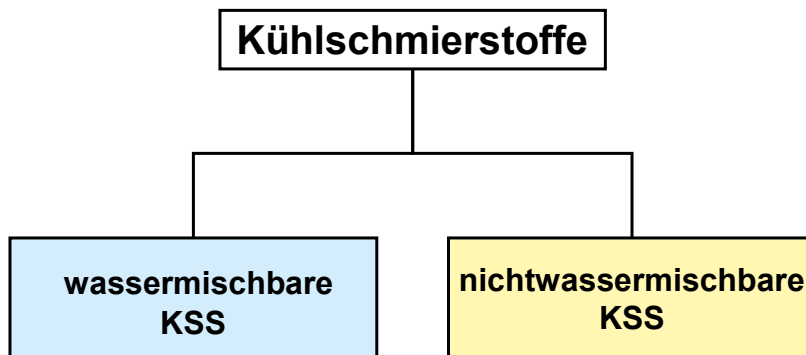 Kühlschmierstoffe
wassermischbare
KSS
nichtwassermischbare
KSS